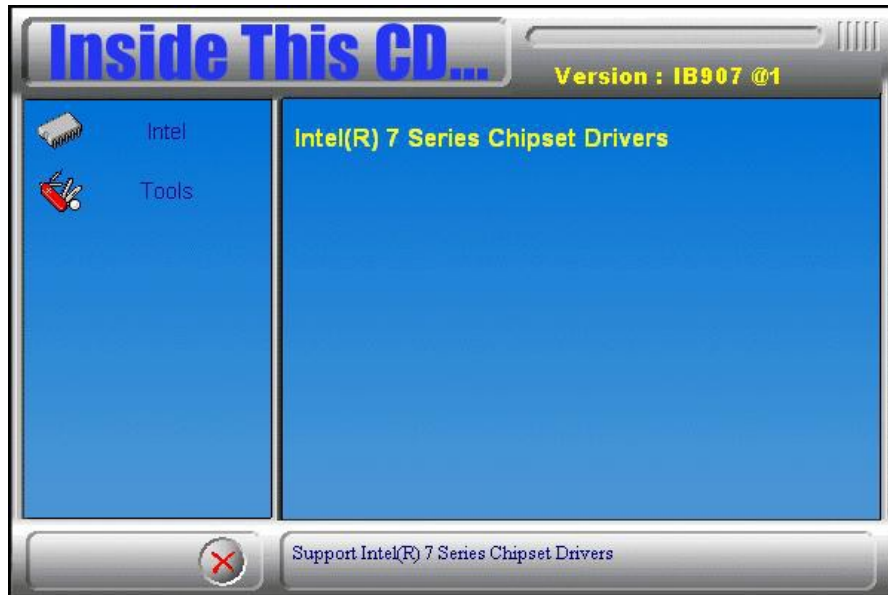 Inside This CD...
Version : IB907 @1
Intel
Tools
Intel(R) 7 Series Chipset Drivers
Support Intel(R) 7 Series Chipset Drivers